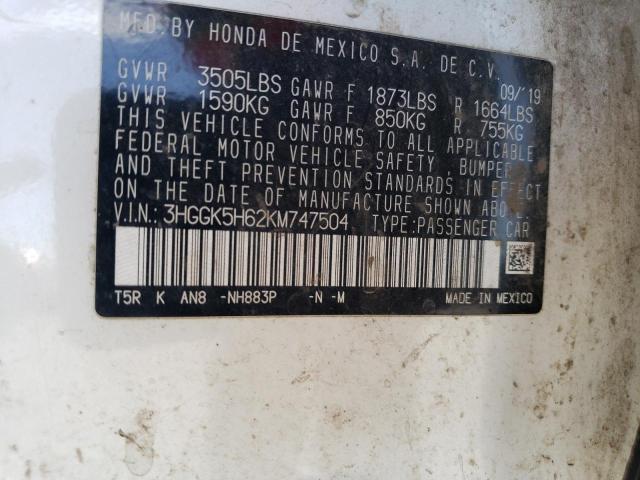 MFD. BY HONDA DE MEXICO S.A. DE C.V. 09/'19
GVWR 3505LBS GAWR F 1873LBS R 1664LBS
GVWR 1590KG GAWR F 850KG R 755KG
THIS VEHICLE CONFORMS TO ALL APPLICABLE
FEDERAL MOTOR VEHICLE SAFETY, BUMPER,
AND THEFT PREVENTION STANDARDS IN EFFECT
ON THE DATE OF MANUFACTURE SHOWN ABOVE.
V.I.N.: 3HGGK5H62KM747504 TYPE:PASSENGER CAR
T5R K AN8 -NH883P -N -M MADE IN MEXICO